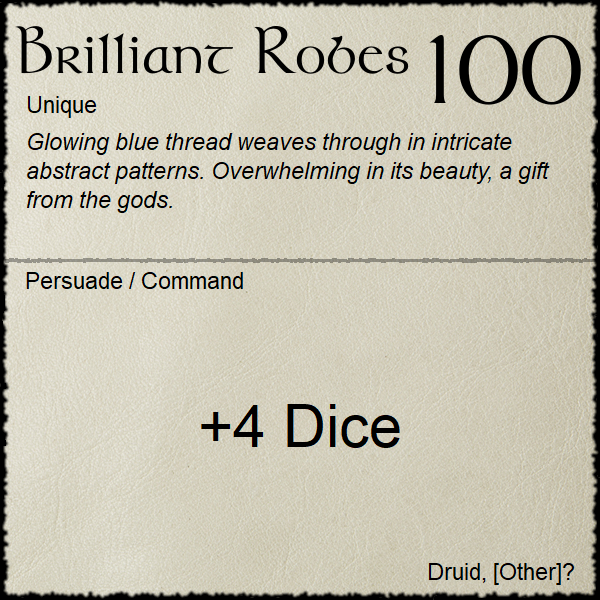 Brilliant Robes 100
Unique
Glowing blue thread weaves through in intricate
abstract patterns. Overwhelming in its beauty, a gift
from the gods.
Persuade / Command
+4 Dice
Druid, [Other]?